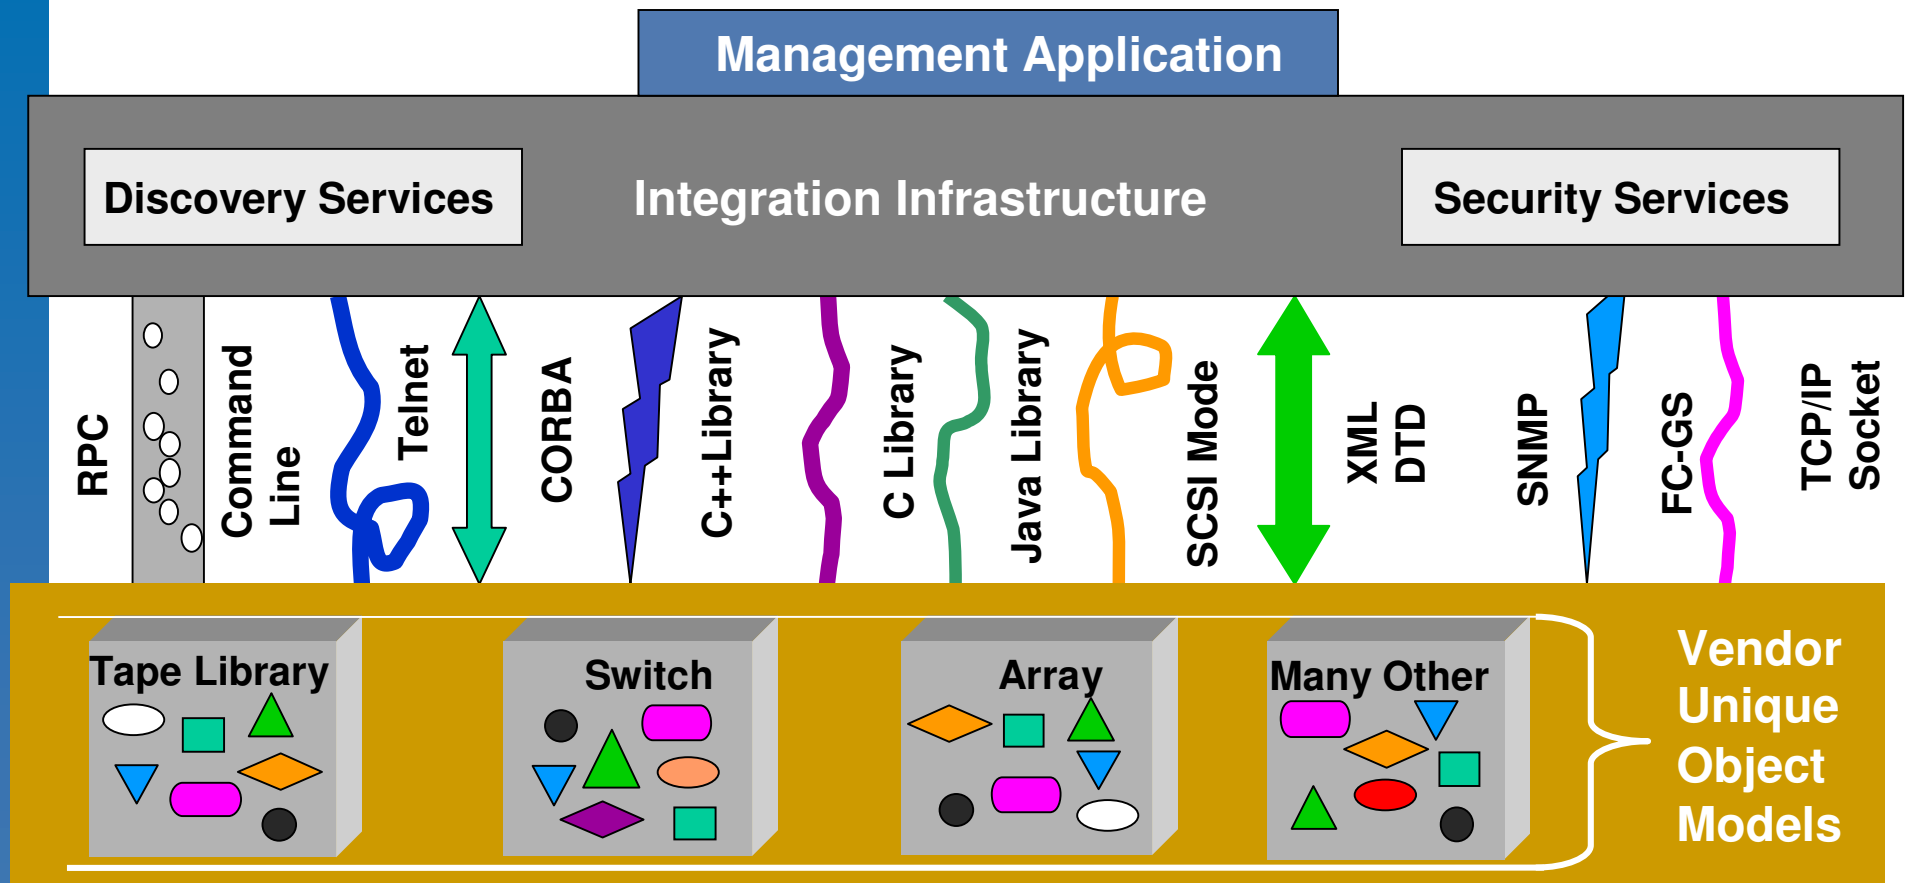 Management Application
Discovery Services
Integration Infrastructure
Security Services
RPC
Command
Line
Telnet
CORBA
C++Library
C Library
Java Library
SCSI Mode
XML
DTD
SNMP
FC-GS
TCP/IP
Socket
Tape Library
Switch
Array
Many Other
Vendor
Unique
Object
Models